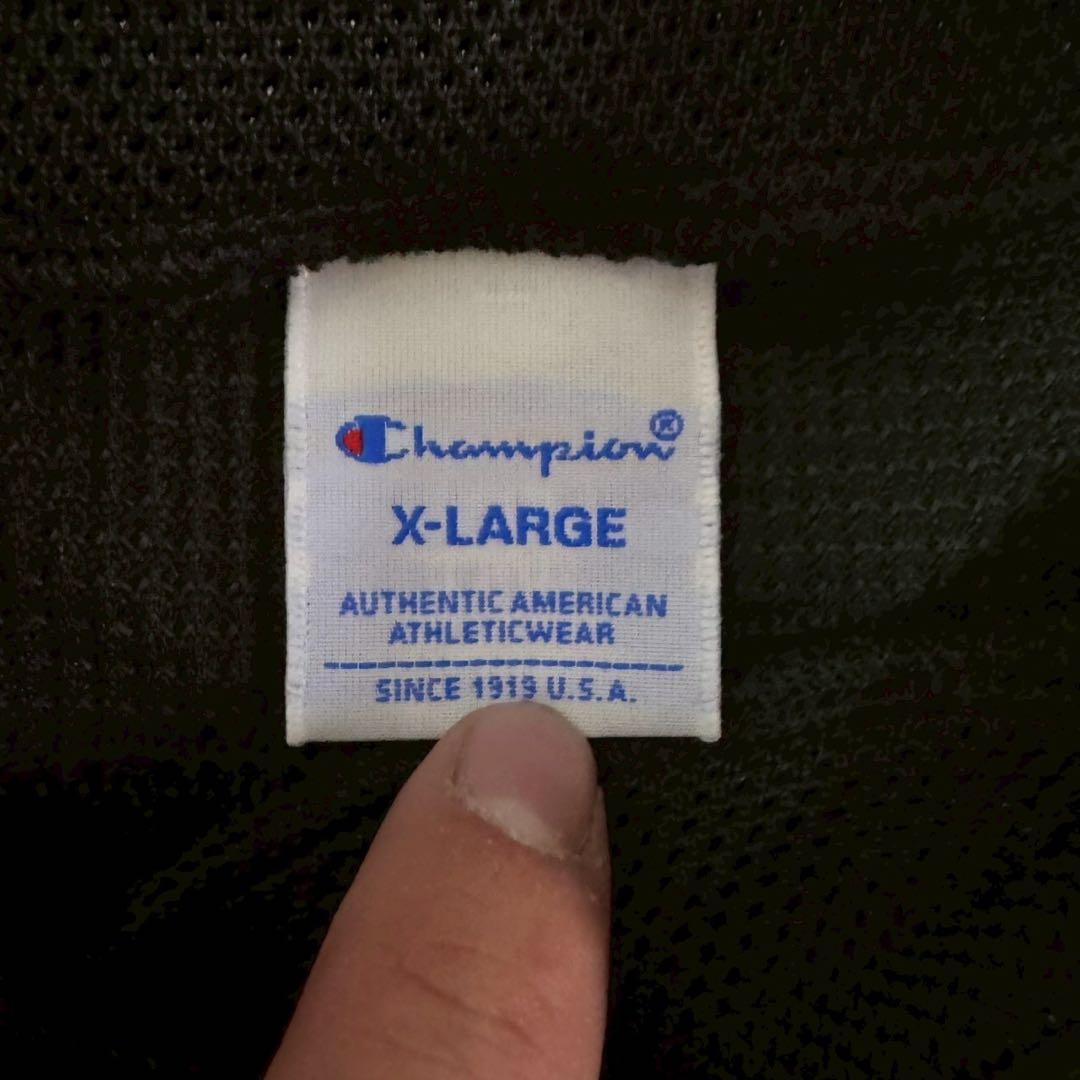 Champion®
X-LARGE
AUTHENTIC AMERICAN
ATHLETICWEAR
SINCE 1919 U.S.A.